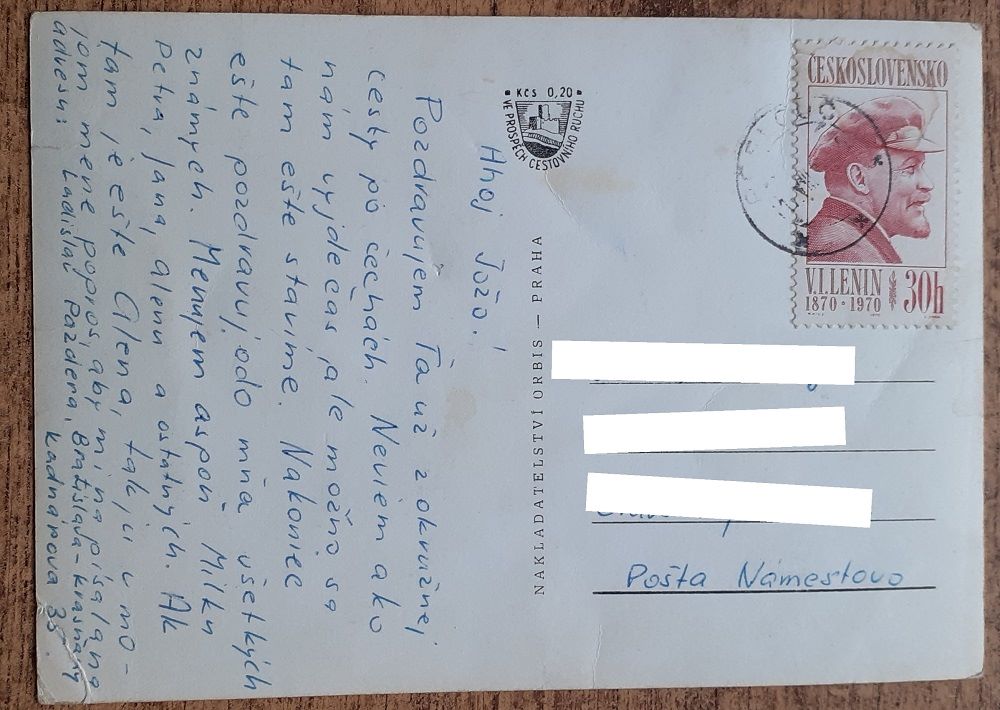 Ahoj Jožo!
Pozdravujem Ťa už z okružnej
cesty po čechách. Neviem ako
nám vyjde čas, ale možno sa
tam ešte stavíme. Nakoniec
ešte pozdravuj odo mňa všetkých
známych. Menujem aspoň Milku
Petra, Jana, Alenu a ostatných. Ak
tam je ešte Alena, tak ju v mo-
jom mene popros, aby mi napísala na
adresu: Ladislav Pazdera, Bratislava - Krasňany
Kadnárova 35.
KCS 0,20
VE PROSPĚCH CESTOVNÍHO RUCHU
NAKLADATELSTVÍ ORBIS — PRAHA
ČESKOSLOVENSKO
V.I.LENIN 30h
1870 · 1970
Pošta Námestovo